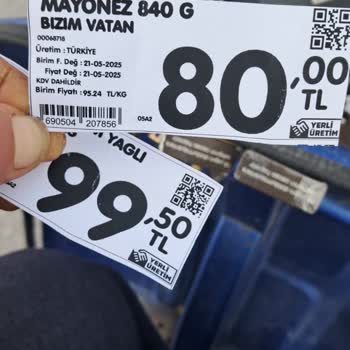 MAYONEZ 840 G
BIZIM VATAN
00068718
Üretim : TÜRKİYE
Birim F. Değ : 21-05-2025
Fiyat Değ : 21-05-2025
KDV DAHİLDİR
Birim Fiyatı : 95.24 TL/KG
690504 207856
OSA2
80,00
TL
YERLİ
ÜRETİM
YAĞLI
99,50
TL
YERLİ
ÜRETİM